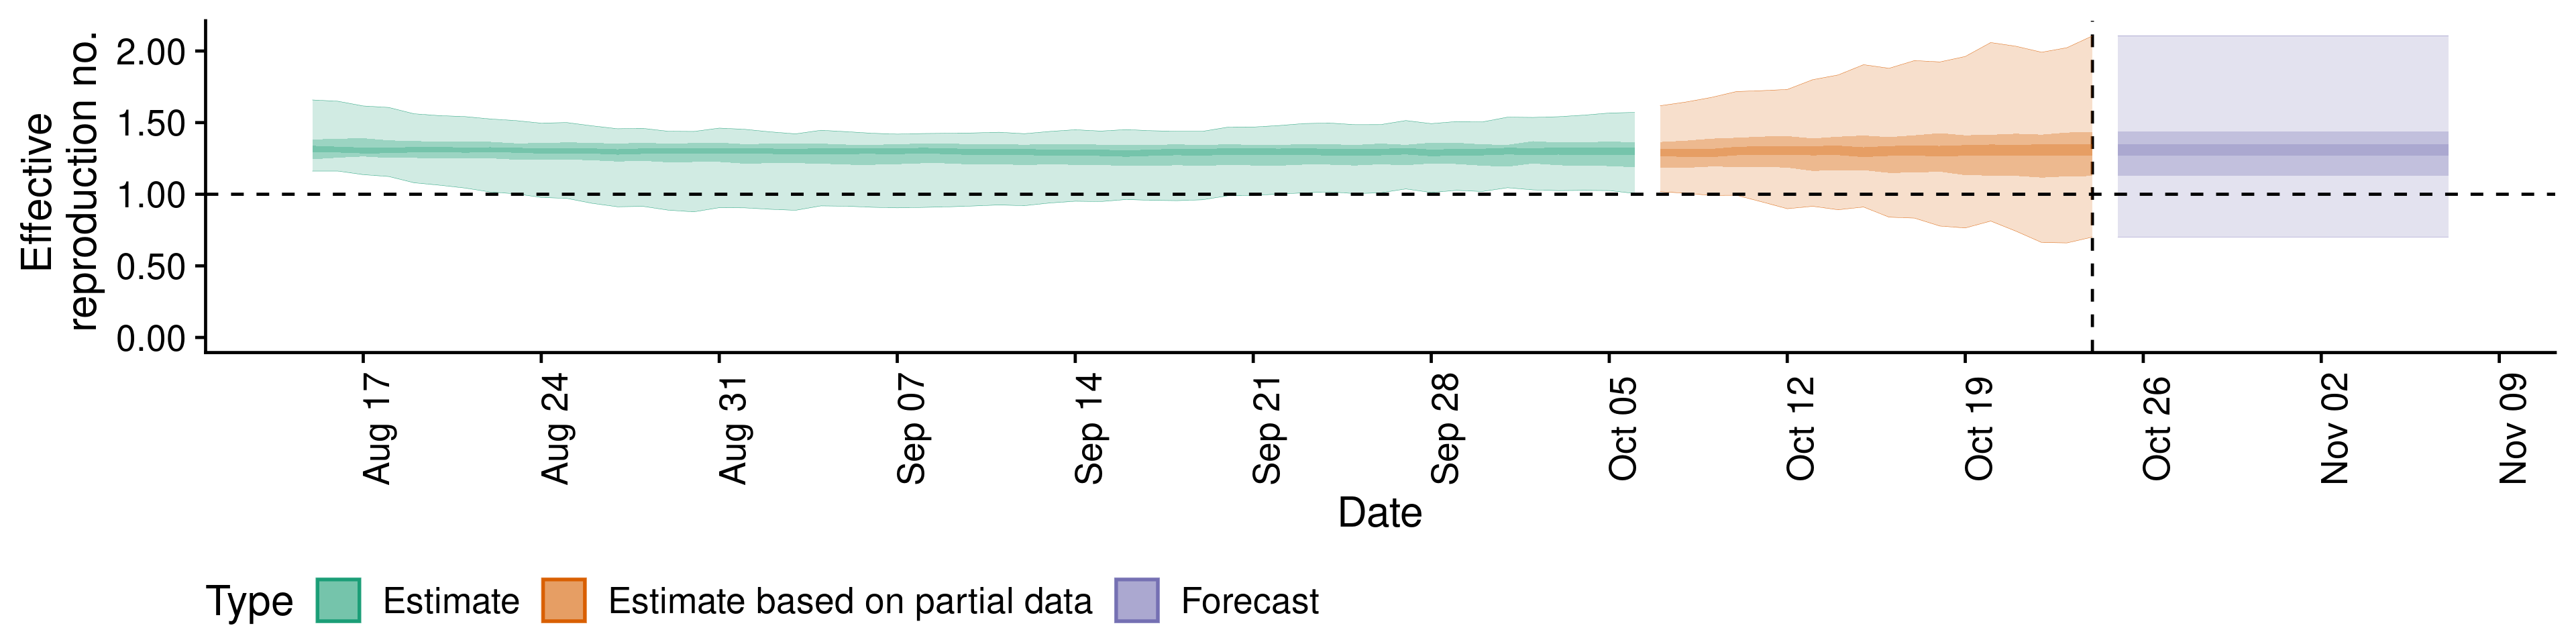 Effective
reproduction no.
2.00
1.50
1.00
0.50
0.00
Aug 17
Aug 24
Aug 31
Sep 07
Sep 14
Sep 21
Sep 28
Oct 05
Oct 12
Oct 19
Oct 26
Nov 02
Nov 09
Date
Type Estimate Estimate based on partial data Forecast